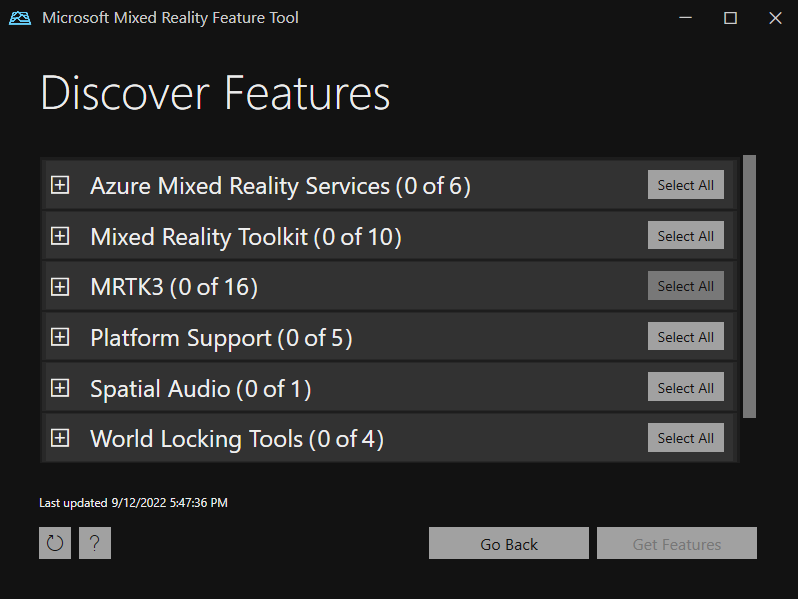 Microsoft Mixed Reality Feature Tool
Discover Features
Azure Mixed Reality Services (0 of 6) Select All
Mixed Reality Toolkit (0 of 10) Select All
MRTK3 (0 of 16) Select All
Platform Support (0 of 5) Select All
Spatial Audio (0 of 1) Select All
World Locking Tools (0 of 4) Select All
Last updated 9/12/2022 5:47:36 PM
? Go Back Get Features